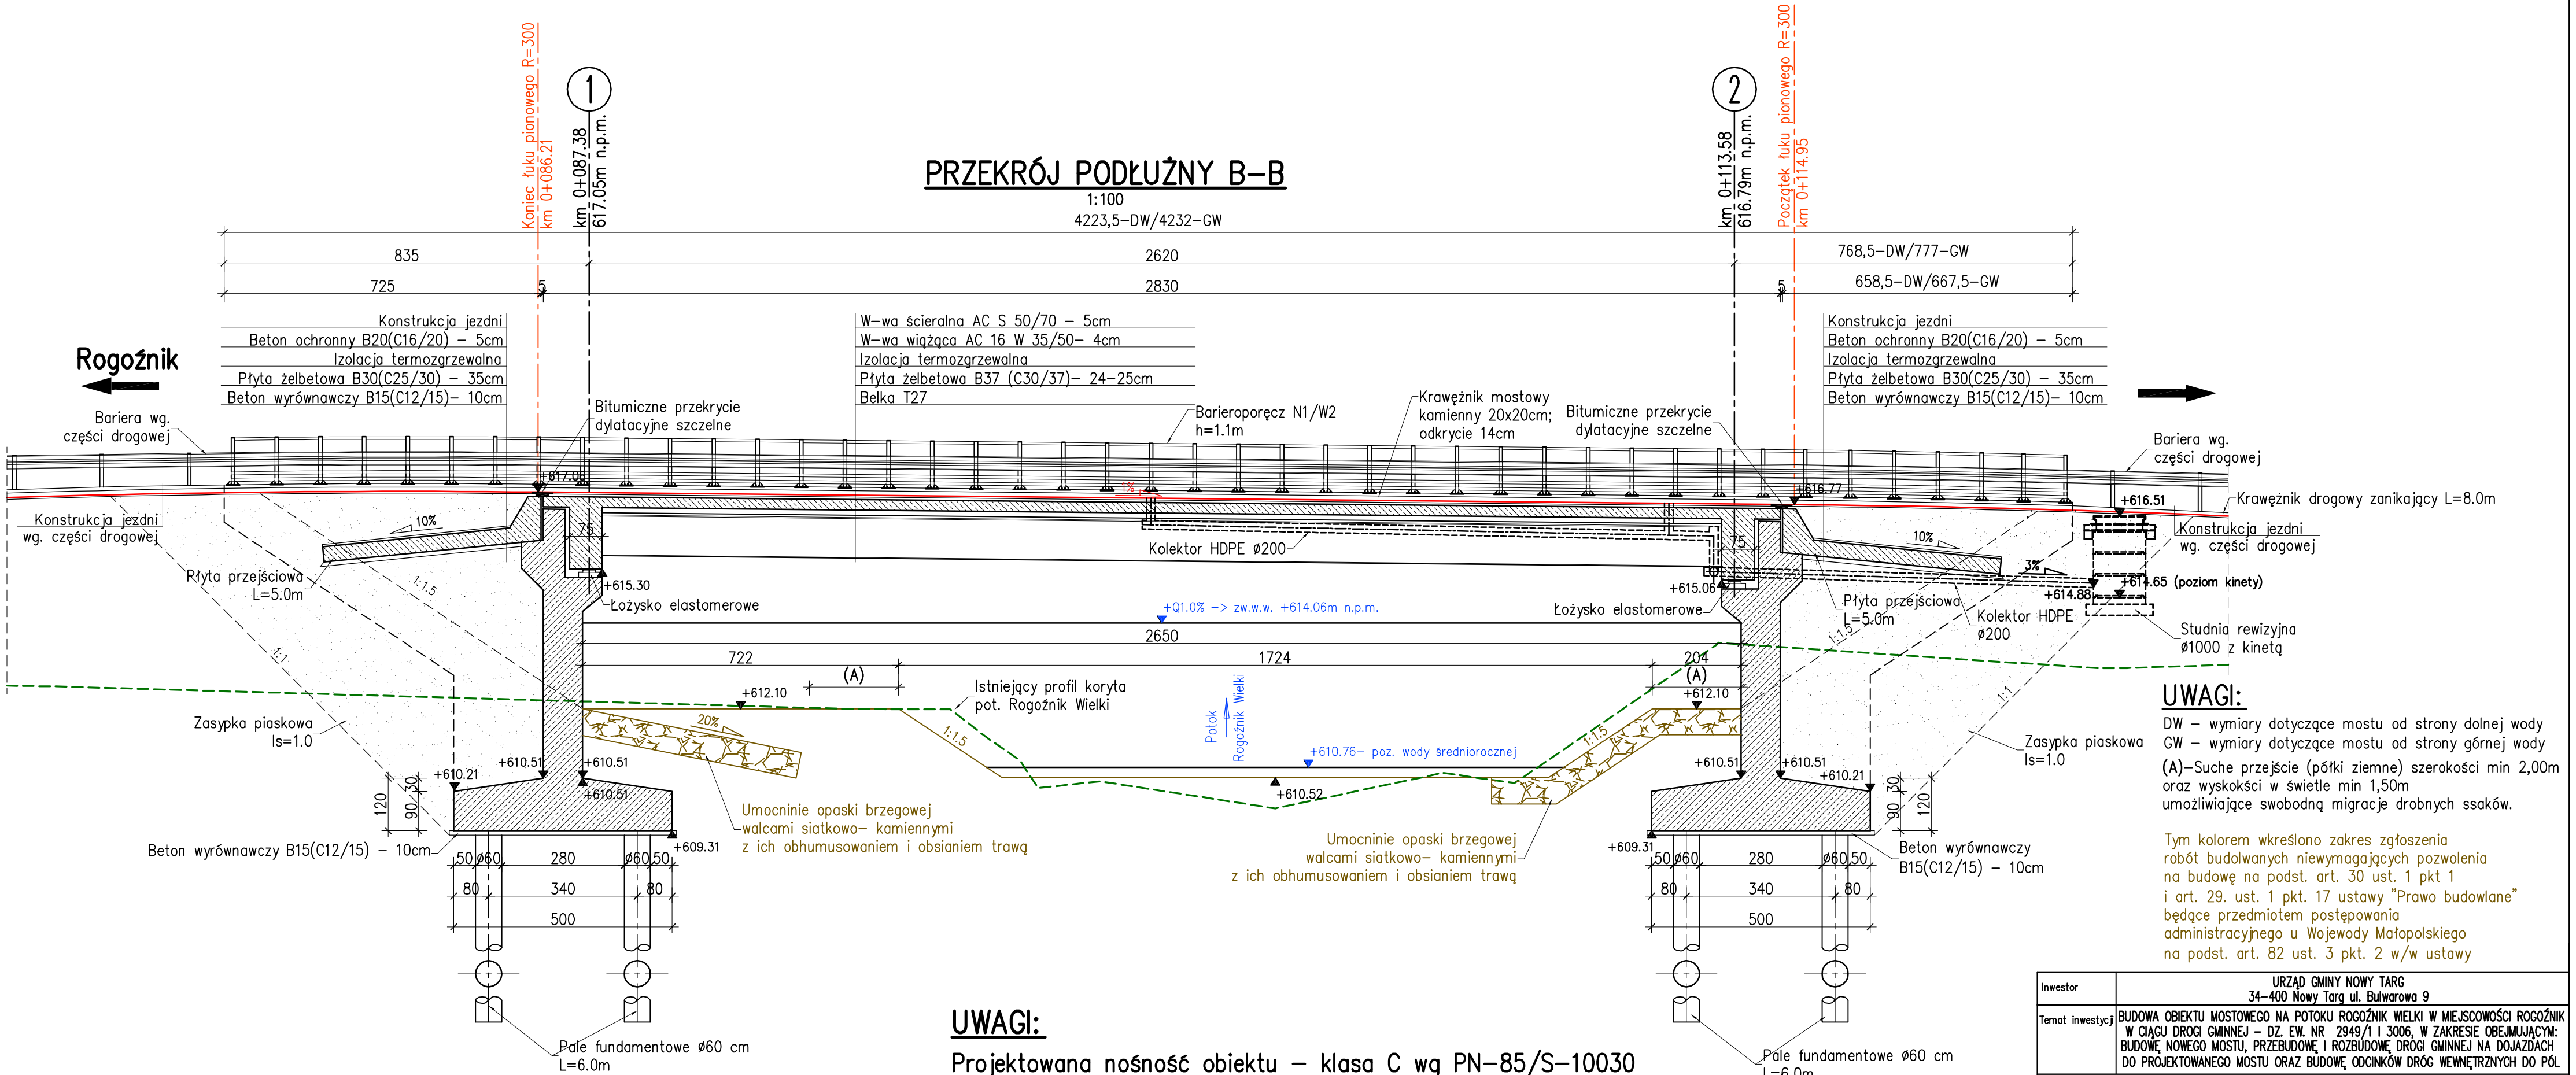 Koniec łuku pionowego R=300
km 0+086.21
1
km 0+087.38
617.05m n.p.m.
PRZEKRÓJ PODŁUŻNY B-B
1:100
4223,5-DW/4232-GW
2
km 0+113.58
616.79m n.p.m.
Początek łuku pionowego R=300
km 0+114.95
835
2620
768,5-DW/777-GW
725
5
2830
5
658,5-DW/667,5-GW
Rogoźnik
Konstrukcja jezdni
Beton ochronny B20(C16/20) - 5cm
Izolacja termozgrzewalna
Płyta żelbetowa B30(C25/30) - 35cm
Beton wyrównawczy B15(C12/15)- 10cm
W-wa ścieralna AC S 50/70 - 5cm
W-wa wiążąca AC 16 W 35/50- 4cm
Izolacja termozgrzewalna
Płyta żelbetowa B37 (C30/37)- 24-25cm
Belka T27
Konstrukcja jezdni
Beton ochronny B20(C16/20) - 5cm
Izolacja termozgrzewalna
Płyta żelbetowa B30(C25/30) - 35cm
Beton wyrównawczy B15(C12/15)- 10cm
Bariera wg.
części drogowej
Bitumiczne przekrycie
dylatacyjne szczelne
Barieroporęcz N1/W2
h=1.1m
Krawężnik mostowy
kamienny 20x20cm;
odkrycie 14cm
Bitumiczne przekrycie
dylatacyjne szczelne
Bariera wg.
części drogowej
+617.06
1%
+616.77
+616.51
Krawężnik drogowy zanikający L=8.0m
Konstrukcja jezdni
wg. części drogowej
10%
75
Kolektor HDPE ø200
75
10%
Konstrukcja jezdni
wg. części drogowej
Płyta przejściowa
L=5.0m
1:1.5
+615.30
Łożysko elastomerowe
+Q1.0% -> zw.w.w. +614.06m n.p.m.
+615.06
Łożysko elastomerowe
Płyta przejściowa
L=5.0m
1:1.5
3%
+614.65 (poziom kinety)
+614.88
Kolektor HDPE
ø200
Studnia rewizyjna
ø1000 z kinetą
2650
1:1
722
1724
204
(A)
(A)
1:1
+612.10
Istniejący profil koryta
pot. Rogoźnik Wielki
Potok
Rogoźnik Wielki
+612.10
Zasypka piaskowa
Is=1.0
20%
1:1.5
+610.76- poz. wody średniorocznej
1:1.5
Zasypka piaskowa
Is=1.0
+610.21
+610.51
+610.51
+610.51
+610.52
+610.51
+610.51
+610.21
120
90
30
90
30
120
Umocninie opaski brzegowej
walcami siatkowo- kamiennymi
z ich obhumusowaniem i obsianiem trawą
Umocninie opaski brzegowej
walcami siatkowo- kamiennymi
z ich obhumusowaniem i obsianiem trawą
Beton wyrównawczy B15(C12/15) - 10cm
+609.31
+609.31
Beton wyrównawczy
B15(C12/15) - 10cm
50 ø60 280 ø60 50
80 340 80
500
50 ø60 280 ø60 50
80 340 80
500
Pale fundamentowe ø60 cm
L=6.0m
Pale fundamentowe ø60 cm
L=6.0m
UWAGI:
Projektowana nośność obiektu - klasa C wg PN-85/S-10030
UWAGI:
DW - wymiary dotyczące mostu od strony dolnej wody
GW - wymiary dotyczące mostu od strony górnej wody
(A)-Suche przejście (półki ziemne) szerokości min 2,00m
oraz wyskokści w świetle min 1,50m
umożliwiające swobodną migracje drobnych ssaków.
Tym kolorem wkreślono zakres zgłoszenia
robót budolwanych niewymagających pozwolenia
na budowę na podst. art. 30 ust. 1 pkt 1
i art. 29. ust. 1 pkt. 17 ustawy "Prawo budowlane"
będące przedmiotem postępowania
administracyjnego u Wojewody Małopolskiego
na podst. art. 82 ust. 3 pkt. 2 w/w ustawy
Inwestor
URZĄD GMINY NOWY TARG
34-400 Nowy Targ ul. Bulwarowa 9
Temat inwestycji
BUDOWA OBIEKTU MOSTOWEGO NA POTOKU ROGOŹNIK WIELKI W MIEJSCOWOŚCI ROGOŹNIK
W CIĄGU DROGI GMINNEJ - DZ. EW. NR 2949/1 I 3006, W ZAKRESIE OBEJMUJĄCYM:
BUDOWĘ NOWEGO MOSTU, PRZEBUDOWĘ I ROZBUDOWĘ DROGI GMINNEJ NA DOJAZDACH
DO PROJEKTOWANEGO MOSTU ORAZ BUDOWĘ ODCINKÓW DRÓG WEWNĘTRZNYCH DO PÓL